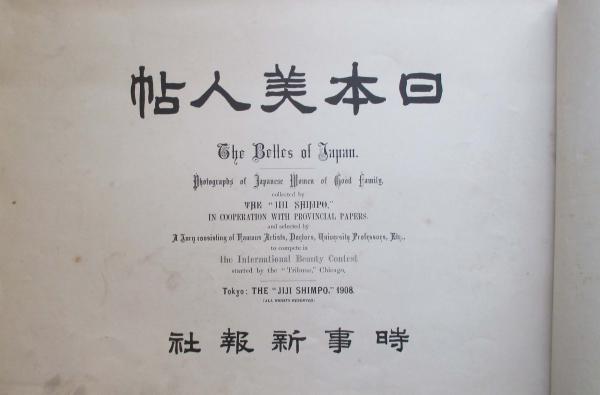 日本美人帖
The Belles of Japan.
Photographs of Japanese Women of Good Family,
collected by
THE "JIJI SHIMPO,"
IN COOPERATION WITH PROVINCIAL PAPERS.
and selected by
A Jury consisting of Famous Artists, Doctors, University Professors, Etc.,
to compete in
the International Beauty Contest
started by the "Tribune," Chicago,
Tokyo: THE "JIJI SHIMPO." 1908.
(ALL RIGHTS RESERVED)
時事新報社